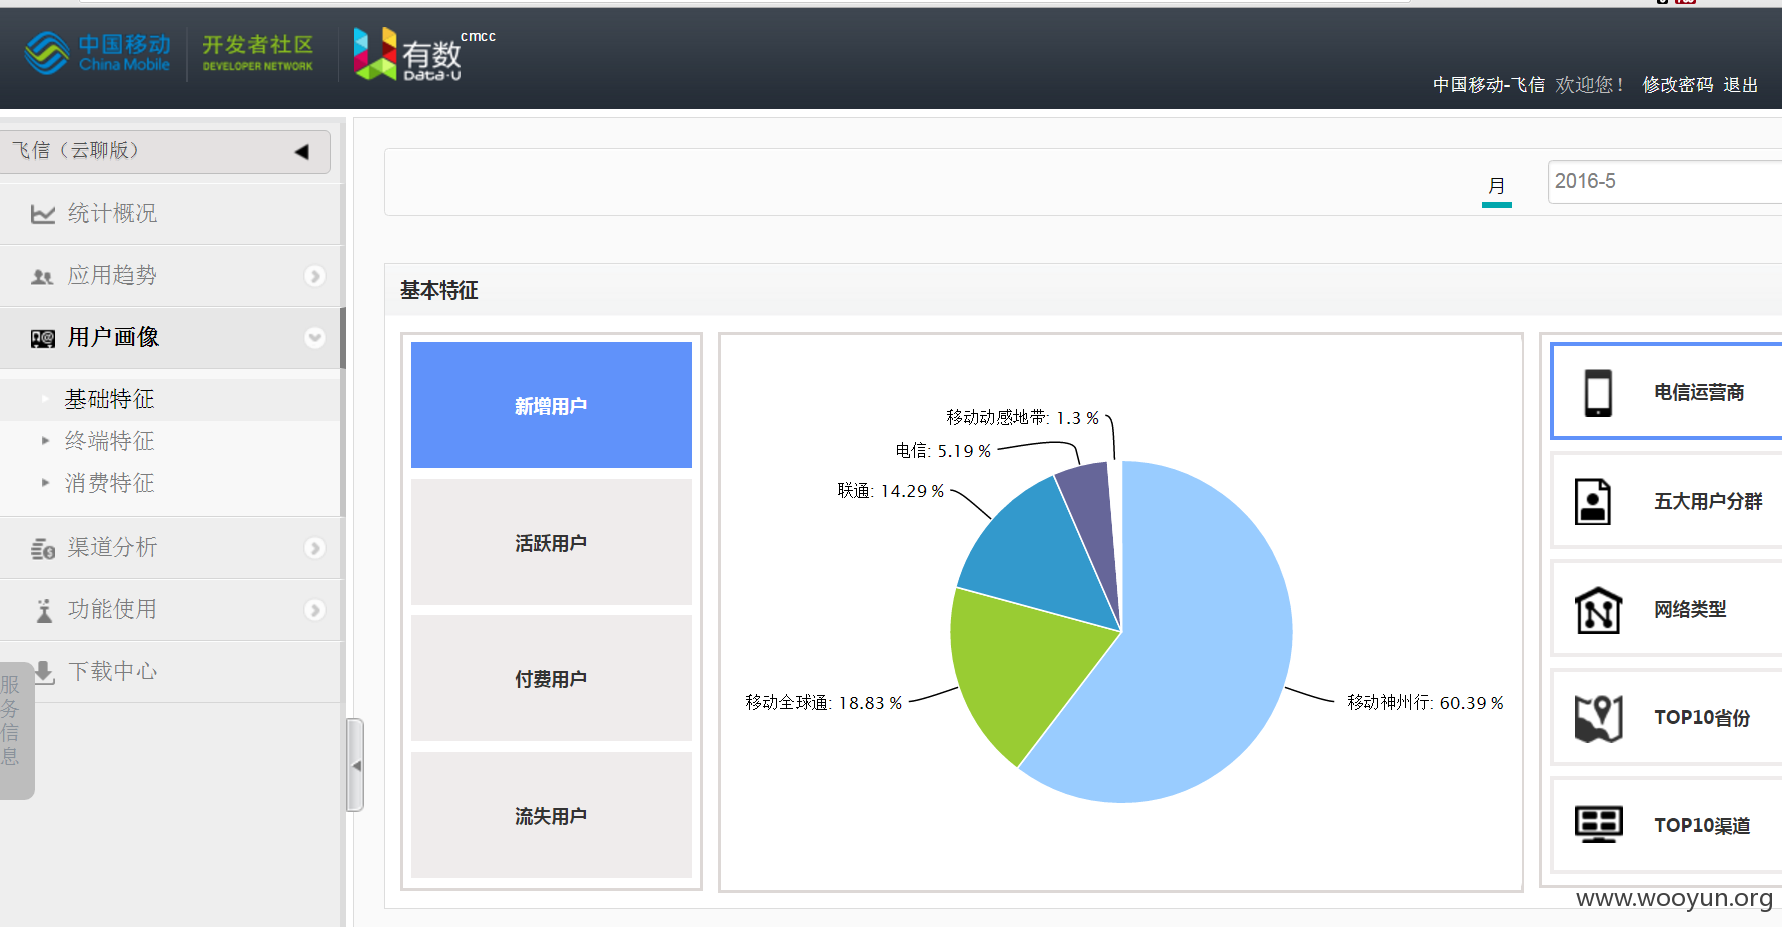 中国移动
China Mobile
开发者社区
DEVELOPER NETWORK
有数
Data·U
cmcc
中国移动-飞信 欢迎您！ 修改密码 退出
飞信（云聊版）
统计概况
应用趋势
用户画像
基础特征
终端特征
消费特征
渠道分析
功能使用
下载中心
服务信息
月
2016-5
基本特征
新增用户
活跃用户
付费用户
流失用户
移动动感地带: 1.3 %
电信: 5.19 %
联通: 14.29 %
移动全球通: 18.83 %
移动神州行: 60.39 %
电信运营商
五大用户分群
网络类型
TOP10省份
TOP10渠道
www.wooyun.org